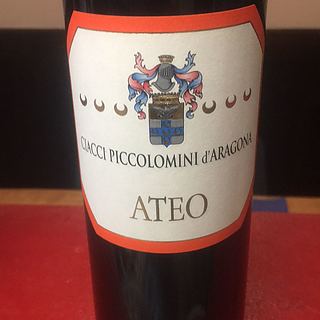 CIACCI PICCOLOMINI d'ARAGONA
ATEO